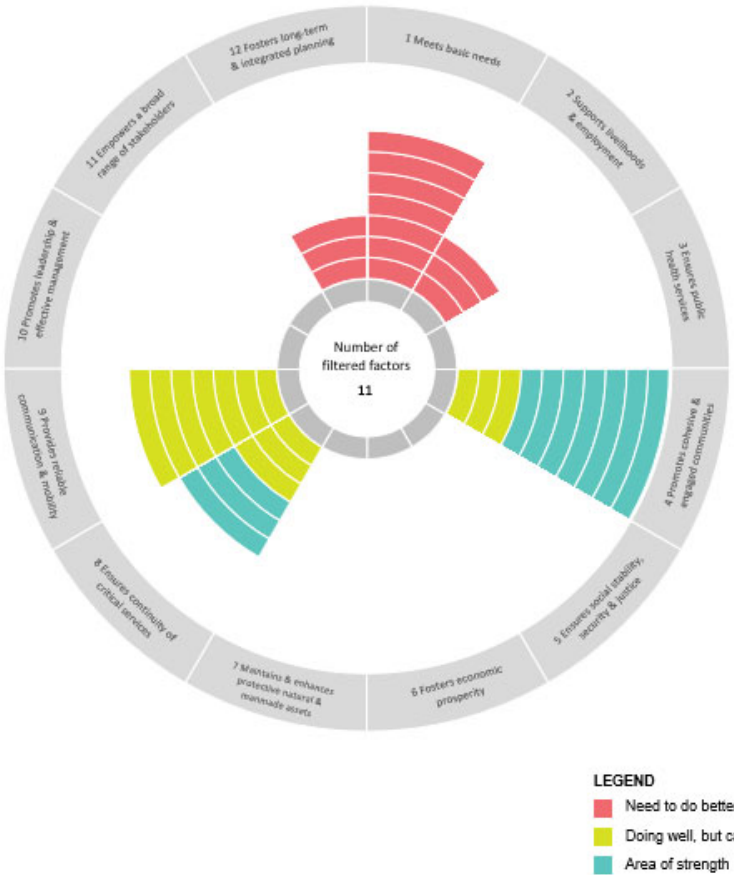 1 Meets basic needs
2 Supports livelihoods
& employment
3 Ensures public
health services
4 Promotes cohesive &
engaged communities
5 Ensures social stability,
security & justice
6 Fosters economic
prosperity
7 Maintains & enhances
protective natural &
manmade assets
8 Ensures continuity of
critical services
9 Provides reliable
communication & mobility
10 Promotes leadership &
effective management
11 Empowers a broad
range of stakeholders
12 Fosters long-term
& integrated planning
Number of
filtered factors
11
LEGEND
Need to do bette
Doing well, but ca
Area of strength